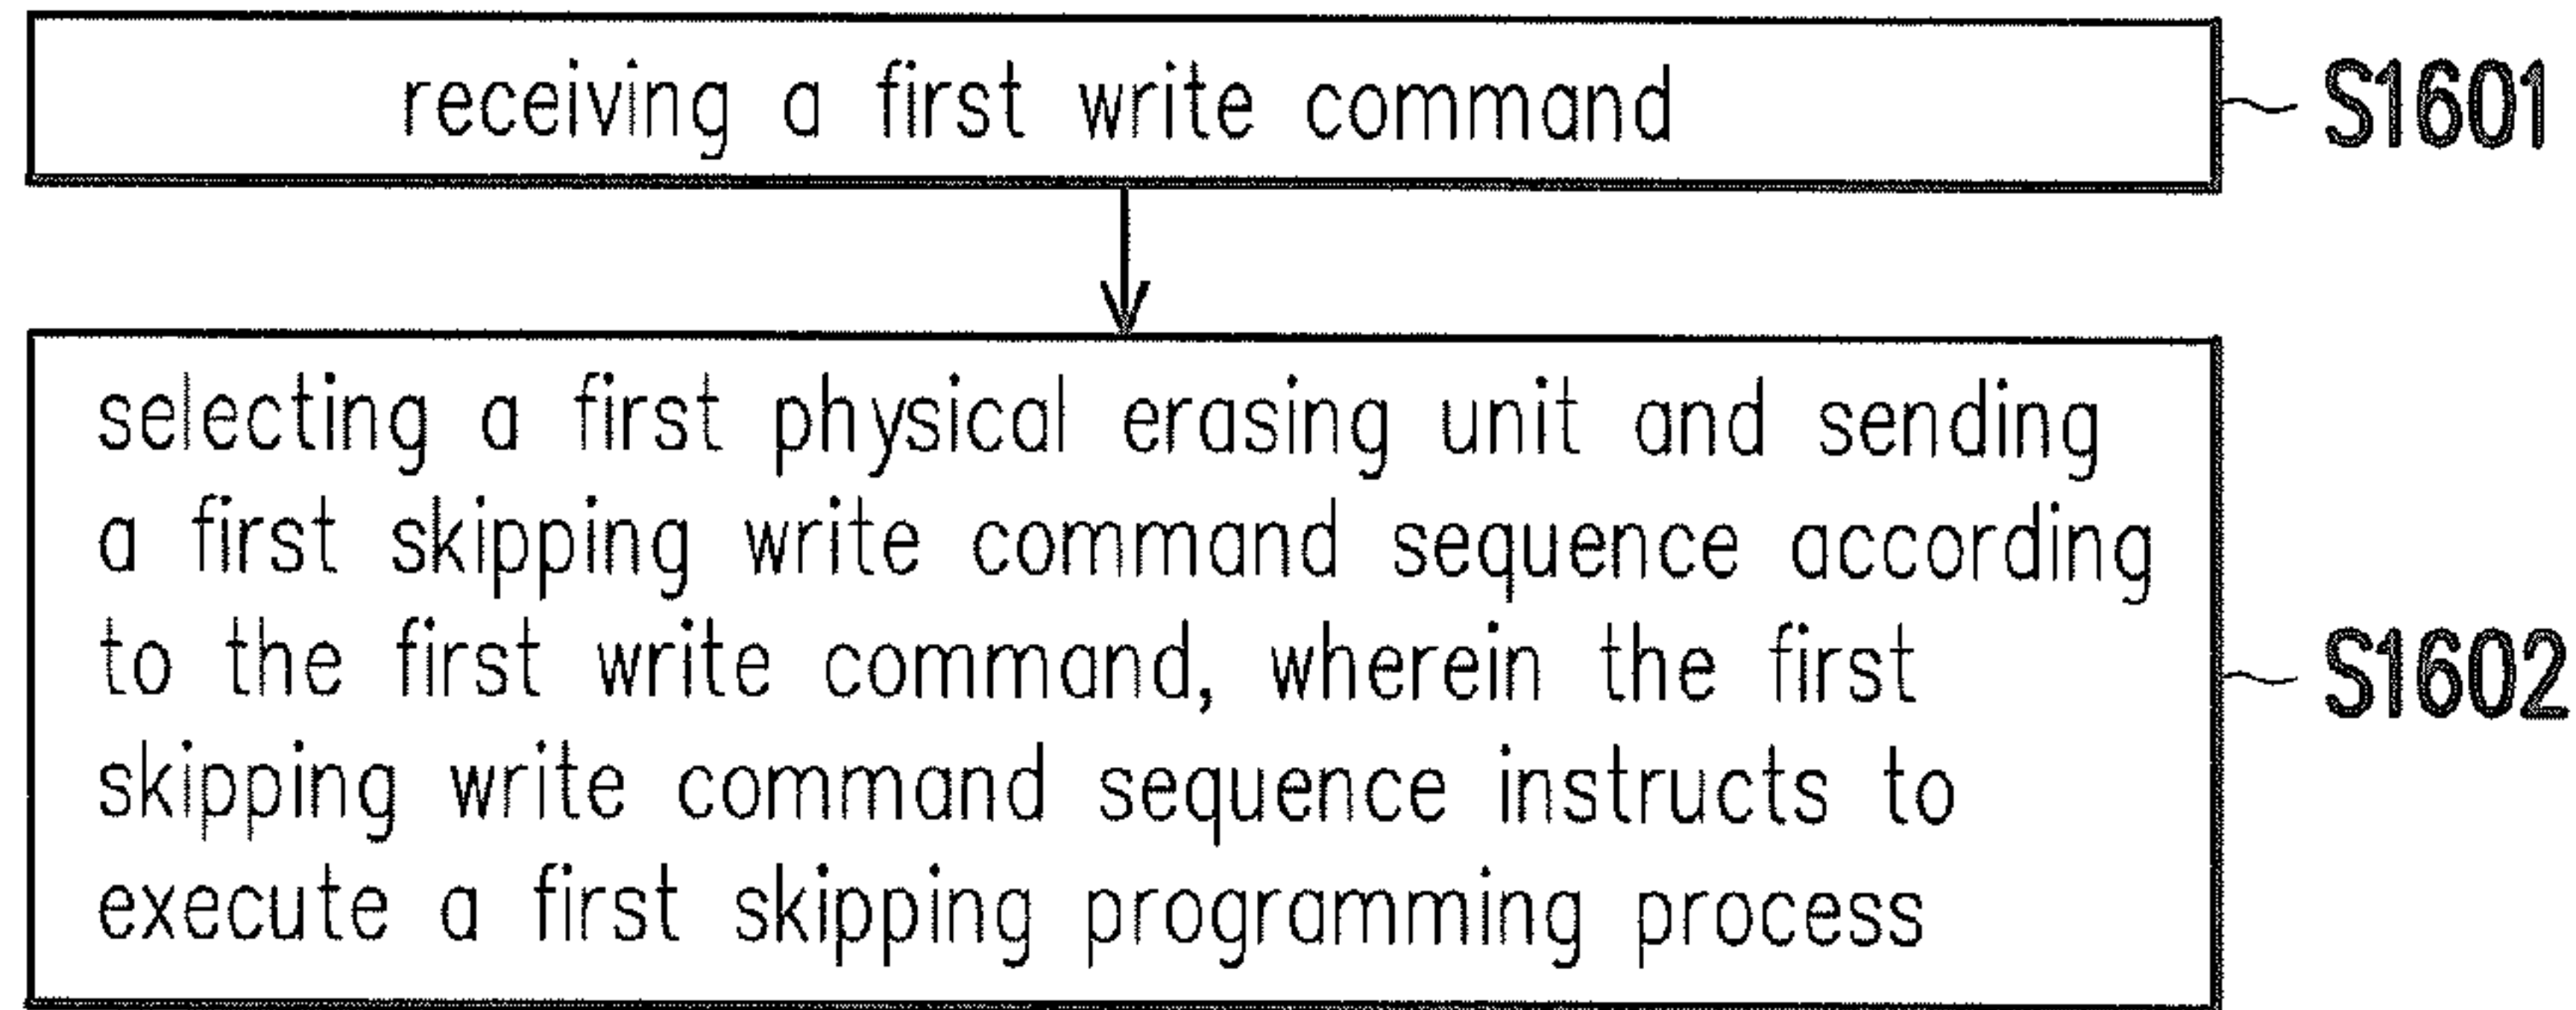 receiving a first write command
S1601
selecting a first physical erasing unit and sending
a first skipping write command sequence according
to the first write command, wherein the first
skipping write command sequence instructs to
execute a first skipping programming process
S1602